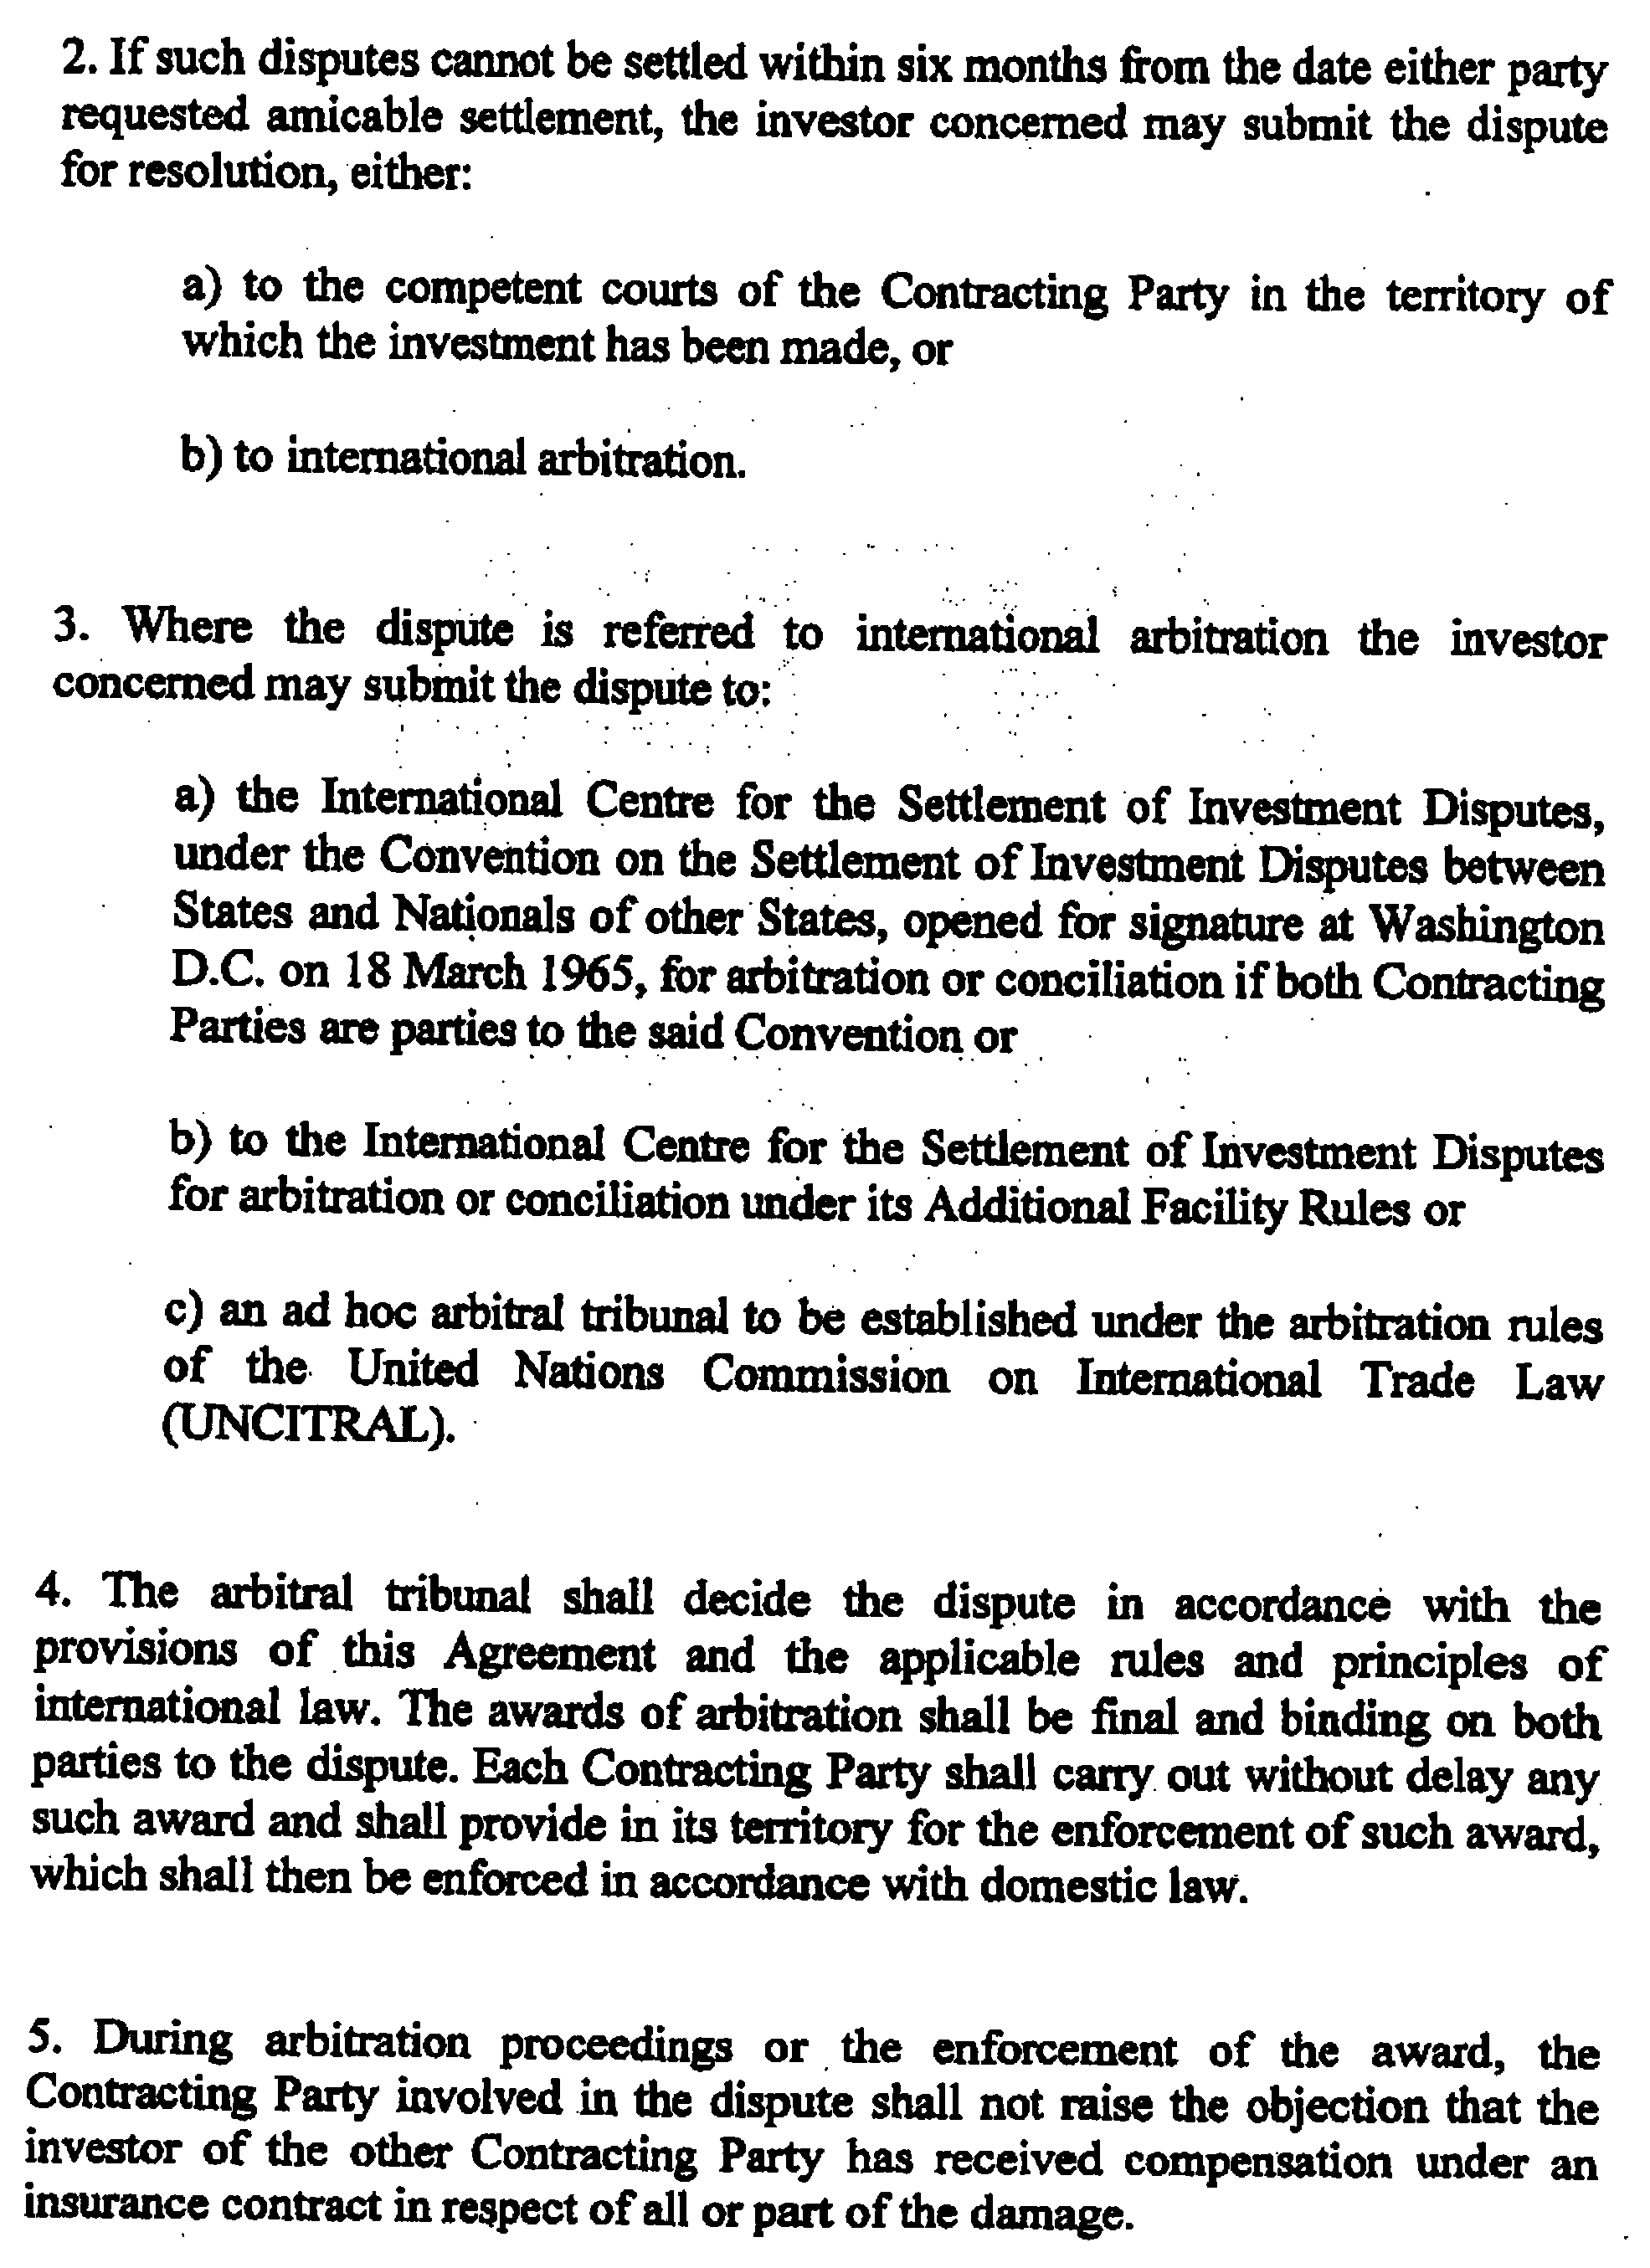 2. If such disputes cannot be settled within six months from the date either party
requested amicable settlement, the investor concerned may submit the dispute
for resolution, either:
a) to the competent courts of the Contracting Party in the territory of
which the investment has been made, or
b) to international arbitration.
3. Where the dispute is referred to international arbitration the investor
concerned may submit the dispute to:
a) the International Centre for the Settlement of Investment Disputes,
under the Convention on the Settlement of Investment Disputes between
States and Nationals of other States, opened for signature at Washington
D.C. on 18 March 1965, for arbitration or conciliation if both Contracting
Parties are parties to the said Convention or
b) to the International Centre for the Settlement of Investment Disputes
for arbitration or conciliation under its Additional Facility Rules or
c) an ad hoc arbitral tribunal to be established under the arbitration rules
of the United Nations Commission on International Trade Law
(UNCITRAL).
4. The arbitral tribunal shall decide the dispute in accordance with the
provisions of this Agreement and the applicable rules and principles of
international law. The awards of arbitration shall be final and binding on both
parties to the dispute. Each Contracting Party shall carry out without delay any
such award and shall provide in its territory for the enforcement of such award,
which shall then be enforced in accordance with domestic law.
5. During arbitration proceedings or the enforcement of the award, the
Contracting Party involved in the dispute shall not raise the objection that the
investor of the other Contracting Party has received compensation under an
insurance contract in respect of all or part of the damage.